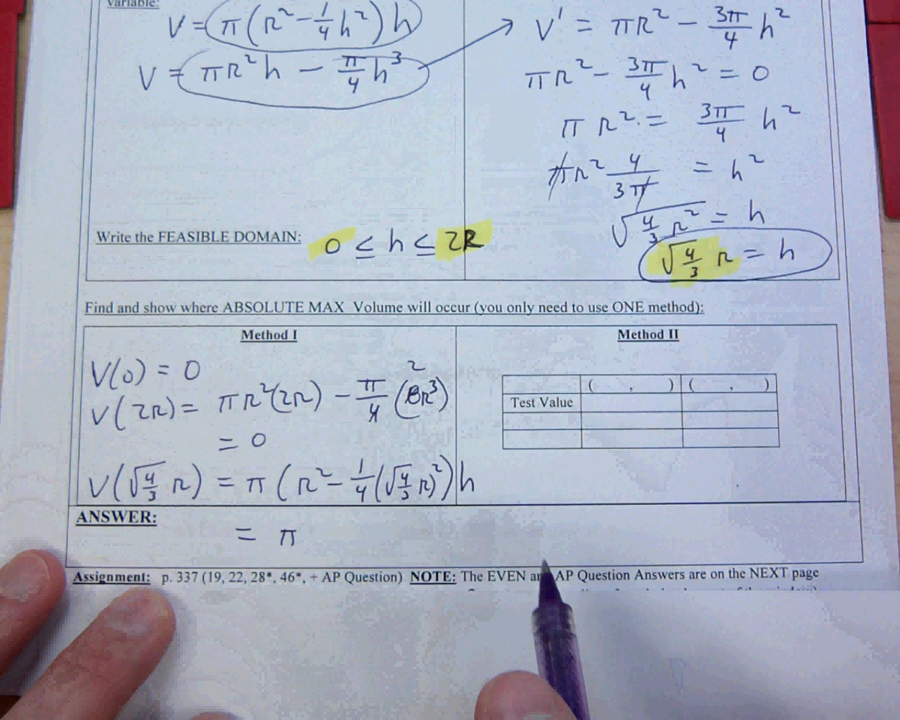 Variable:
V = π(R² - 1/4 h²) h
V = πR²h - π/4 h³
V' = πR² - 3π/4 h²
πR² - 3π/4 h² = 0
πR² = 3π/4 h²
πR² 4/3π = h²
√(4/3 R²) = h
√(4/3) R = h
Write the FEASIBLE DOMAIN: 0 ≤ h ≤ 2R
Find and show where ABSOLUTE MAX Volume will occur (you only need to use ONE method):
Method I
V(0) = 0
V(2R) = πR²(2R) - π/4 (8R³) 2
= 0
V(√(4/3) R) = π(R² - 1/4(√(4/3) R)²) h
Method II
( , ) ( , )
Test Value
ANSWER:
= π
Assignment: p. 337 (19, 22, 28*, 46*, + AP Question) NOTE: The EVEN AP Question Answers are on the NEXT page